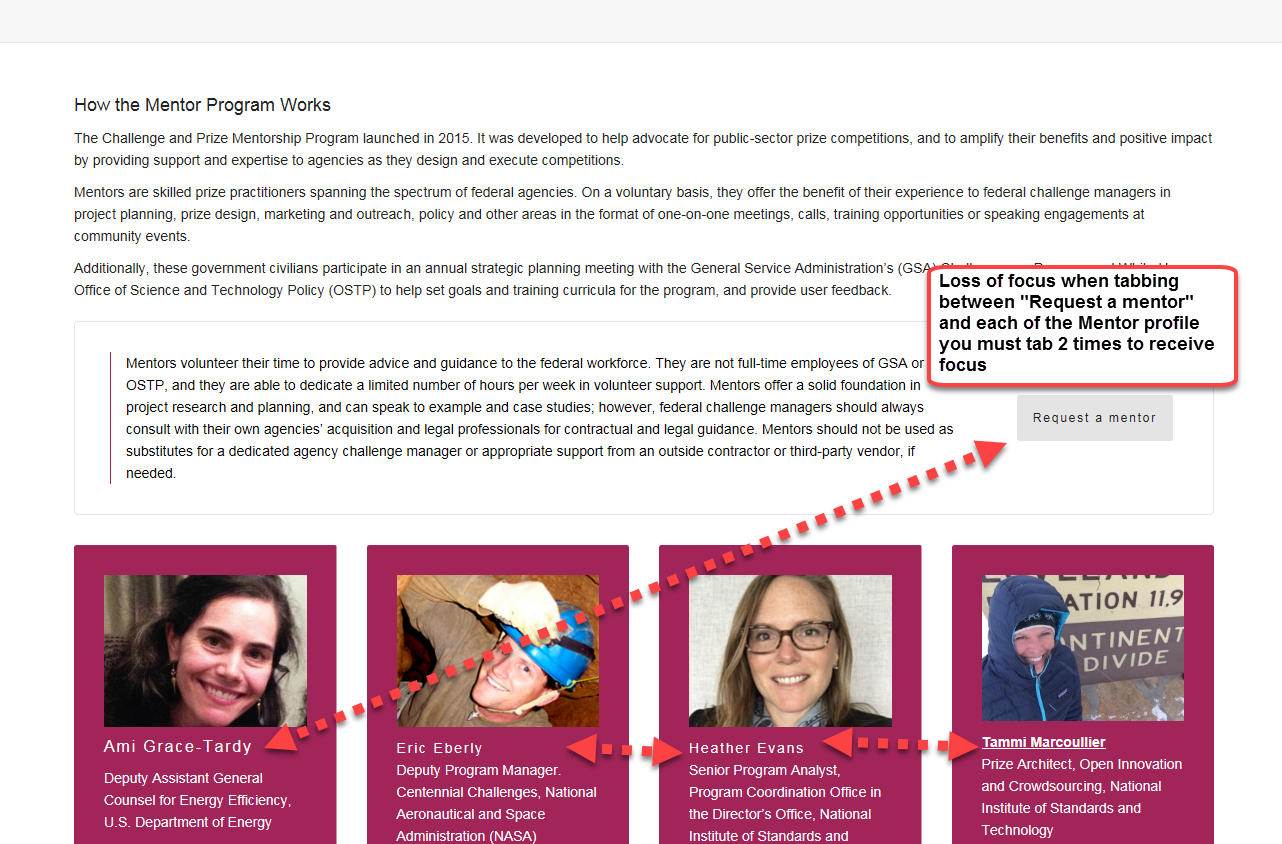 How the Mentor Program Works
The Challenge and Prize Mentorship Program launched in 2015. It was developed to help advocate for public-sector prize competitions, and to amplify their benefits and positive impact
by providing support and expertise to agencies as they design and execute competitions.
Mentors are skilled prize practitioners spanning the spectrum of federal agencies. On a voluntary basis, they offer the benefit of their experience to federal challenge managers in
project planning, prize design, marketing and outreach, policy and other areas in the format of one-on-one meetings, calls, training opportunities or speaking engagements at
community events.
Additionally, these government civilians participate in an annual strategic planning meeting with the General Service Administration's (GSA)
Office of Science and Technology Policy (OSTP) to help set goals and training curricula for the program, and provide user feedback.
Loss of focus when tabbing
between "Request a mentor"
and each of the Mentor profile
you must tab 2 times to receive
focus
Mentors volunteer their time to provide advice and guidance to the federal workforce. They are not full-time employees of GSA or
OSTP, and they are able to dedicate a limited number of hours per week in volunteer support. Mentors offer a solid foundation in
project research and planning, and can speak to example and case studies; however, federal challenge managers should always
consult with their own agencies' acquisition and legal professionals for contractual and legal guidance. Mentors should not be used as
substitutes for a dedicated agency challenge manager or appropriate support from an outside contractor or third-party vendor, if
needed.
Request a mentor
Ami Grace-Tardy
Deputy Assistant General
Counsel for Energy Efficiency,
U.S. Department of Energy
Eric Eberly
Deputy Program Manager.
Centennial Challenges, National
Aeronautical and Space
Administration (NASA)
Heather Evans
Senior Program Analyst,
Program Coordination Office in
the Director's Office, National
Institute of Standards and
ATION 11,9
NTINENT
DIVIDE
Tammi Marcoullier
Prize Architect, Open Innovation
and Crowdsourcing, National
Institute of Standards and
Technology